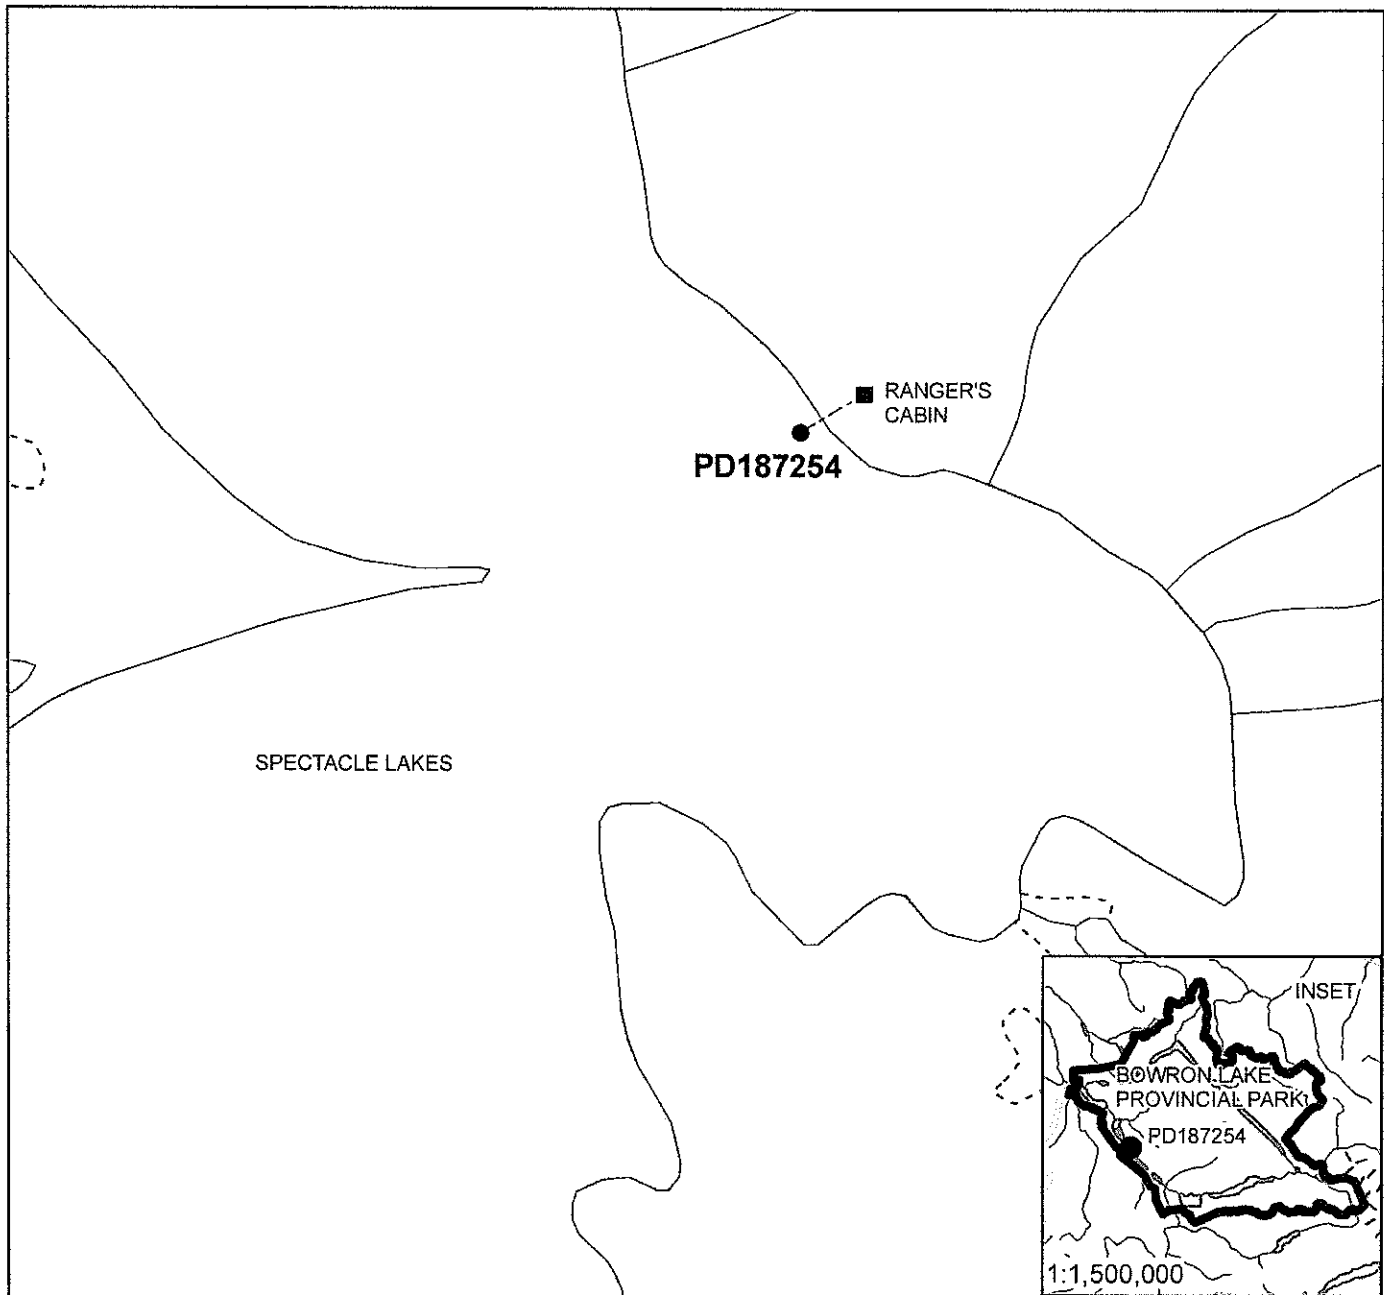 RANGER'S
CABIN
PD187254
SPECTACLE LAKES
INSET
BOWRON LAKE
PROVINCIAL PARK
PD187254
1:1,500,000